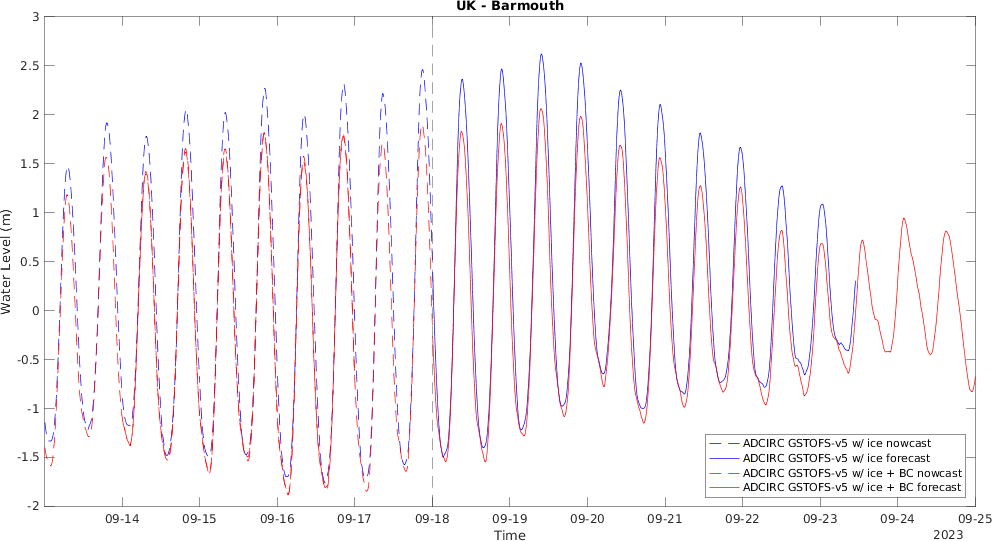 UK - Barmouth
3
2.5
2
1.5
1
0.5
0
-0.5
-1
-1.5
-2
Water Level (m)
ADCIRC GSTOFS-v5 w/ ice nowcast
ADCIRC GSTOFS-v5 w/ ice forecast
ADCIRC GSTOFS-v5 w/ ice + BC nowcast
ADCIRC GSTOFS-v5 w/ ice + BC forecast
09-14 09-15 09-16 09-17 09-18 09-19 09-20 09-21 09-22 09-23 09-24 09-25
Time
2023